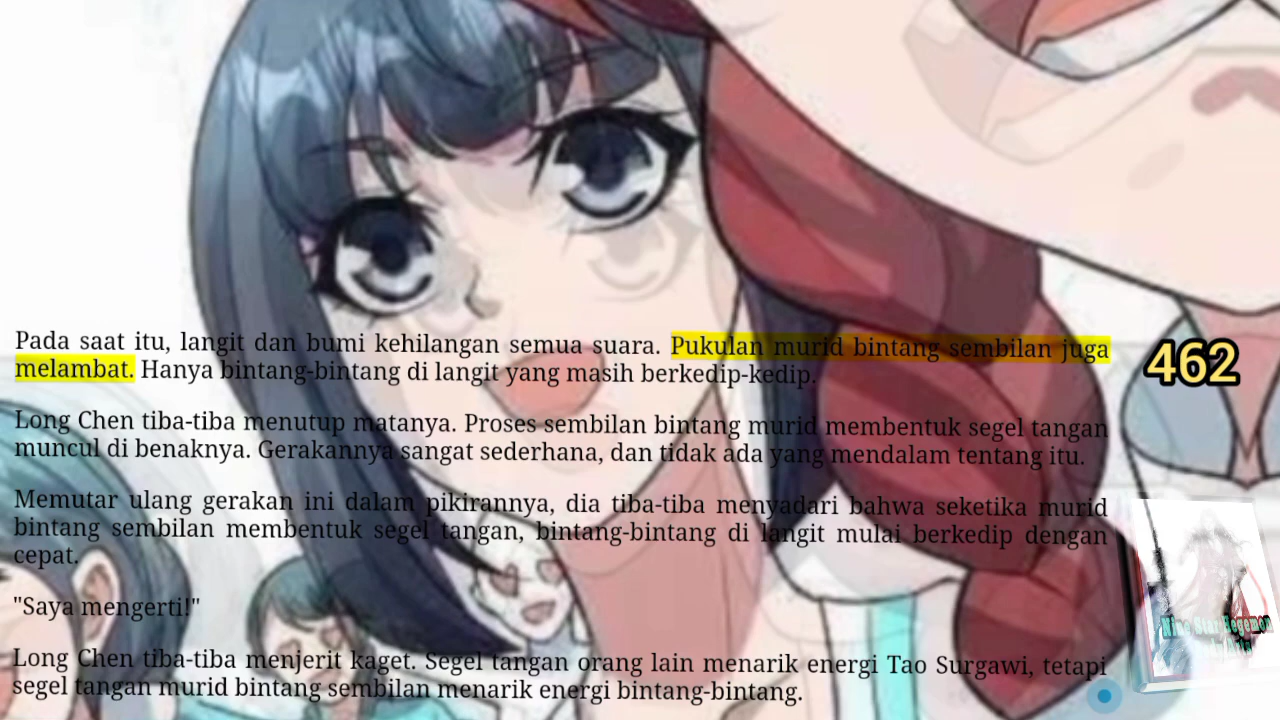 Pada saat itu, langit dan bumi kehilangan semua suara. Pukulan murid bintang sembilan juga
melambat. Hanya bintang-bintang di langit yang masih berkedip-kedip.
462
Long Chen tiba-tiba menutup matanya. Proses sembilan bintang murid membentuk segel tangan
muncul di benaknya. Gerakannya sangat sederhana, dan tidak ada yang mendalam tentang itu.
Memutar ulang gerakan ini dalam pikirannya, dia tiba-tiba menyadari bahwa seketika murid
bintang sembilan membentuk segel tangan, bintang-bintang di langit mulai berkedip dengan
cepat.
"Saya mengerti!"
Long Chen tiba-tiba menjerit kaget. Segel tangan orang lain menarik energi Tao Surgawi, tetapi
segel tangan murid bintang sembilan menarik energi bintang-bintang.
Nine Star Hegemon